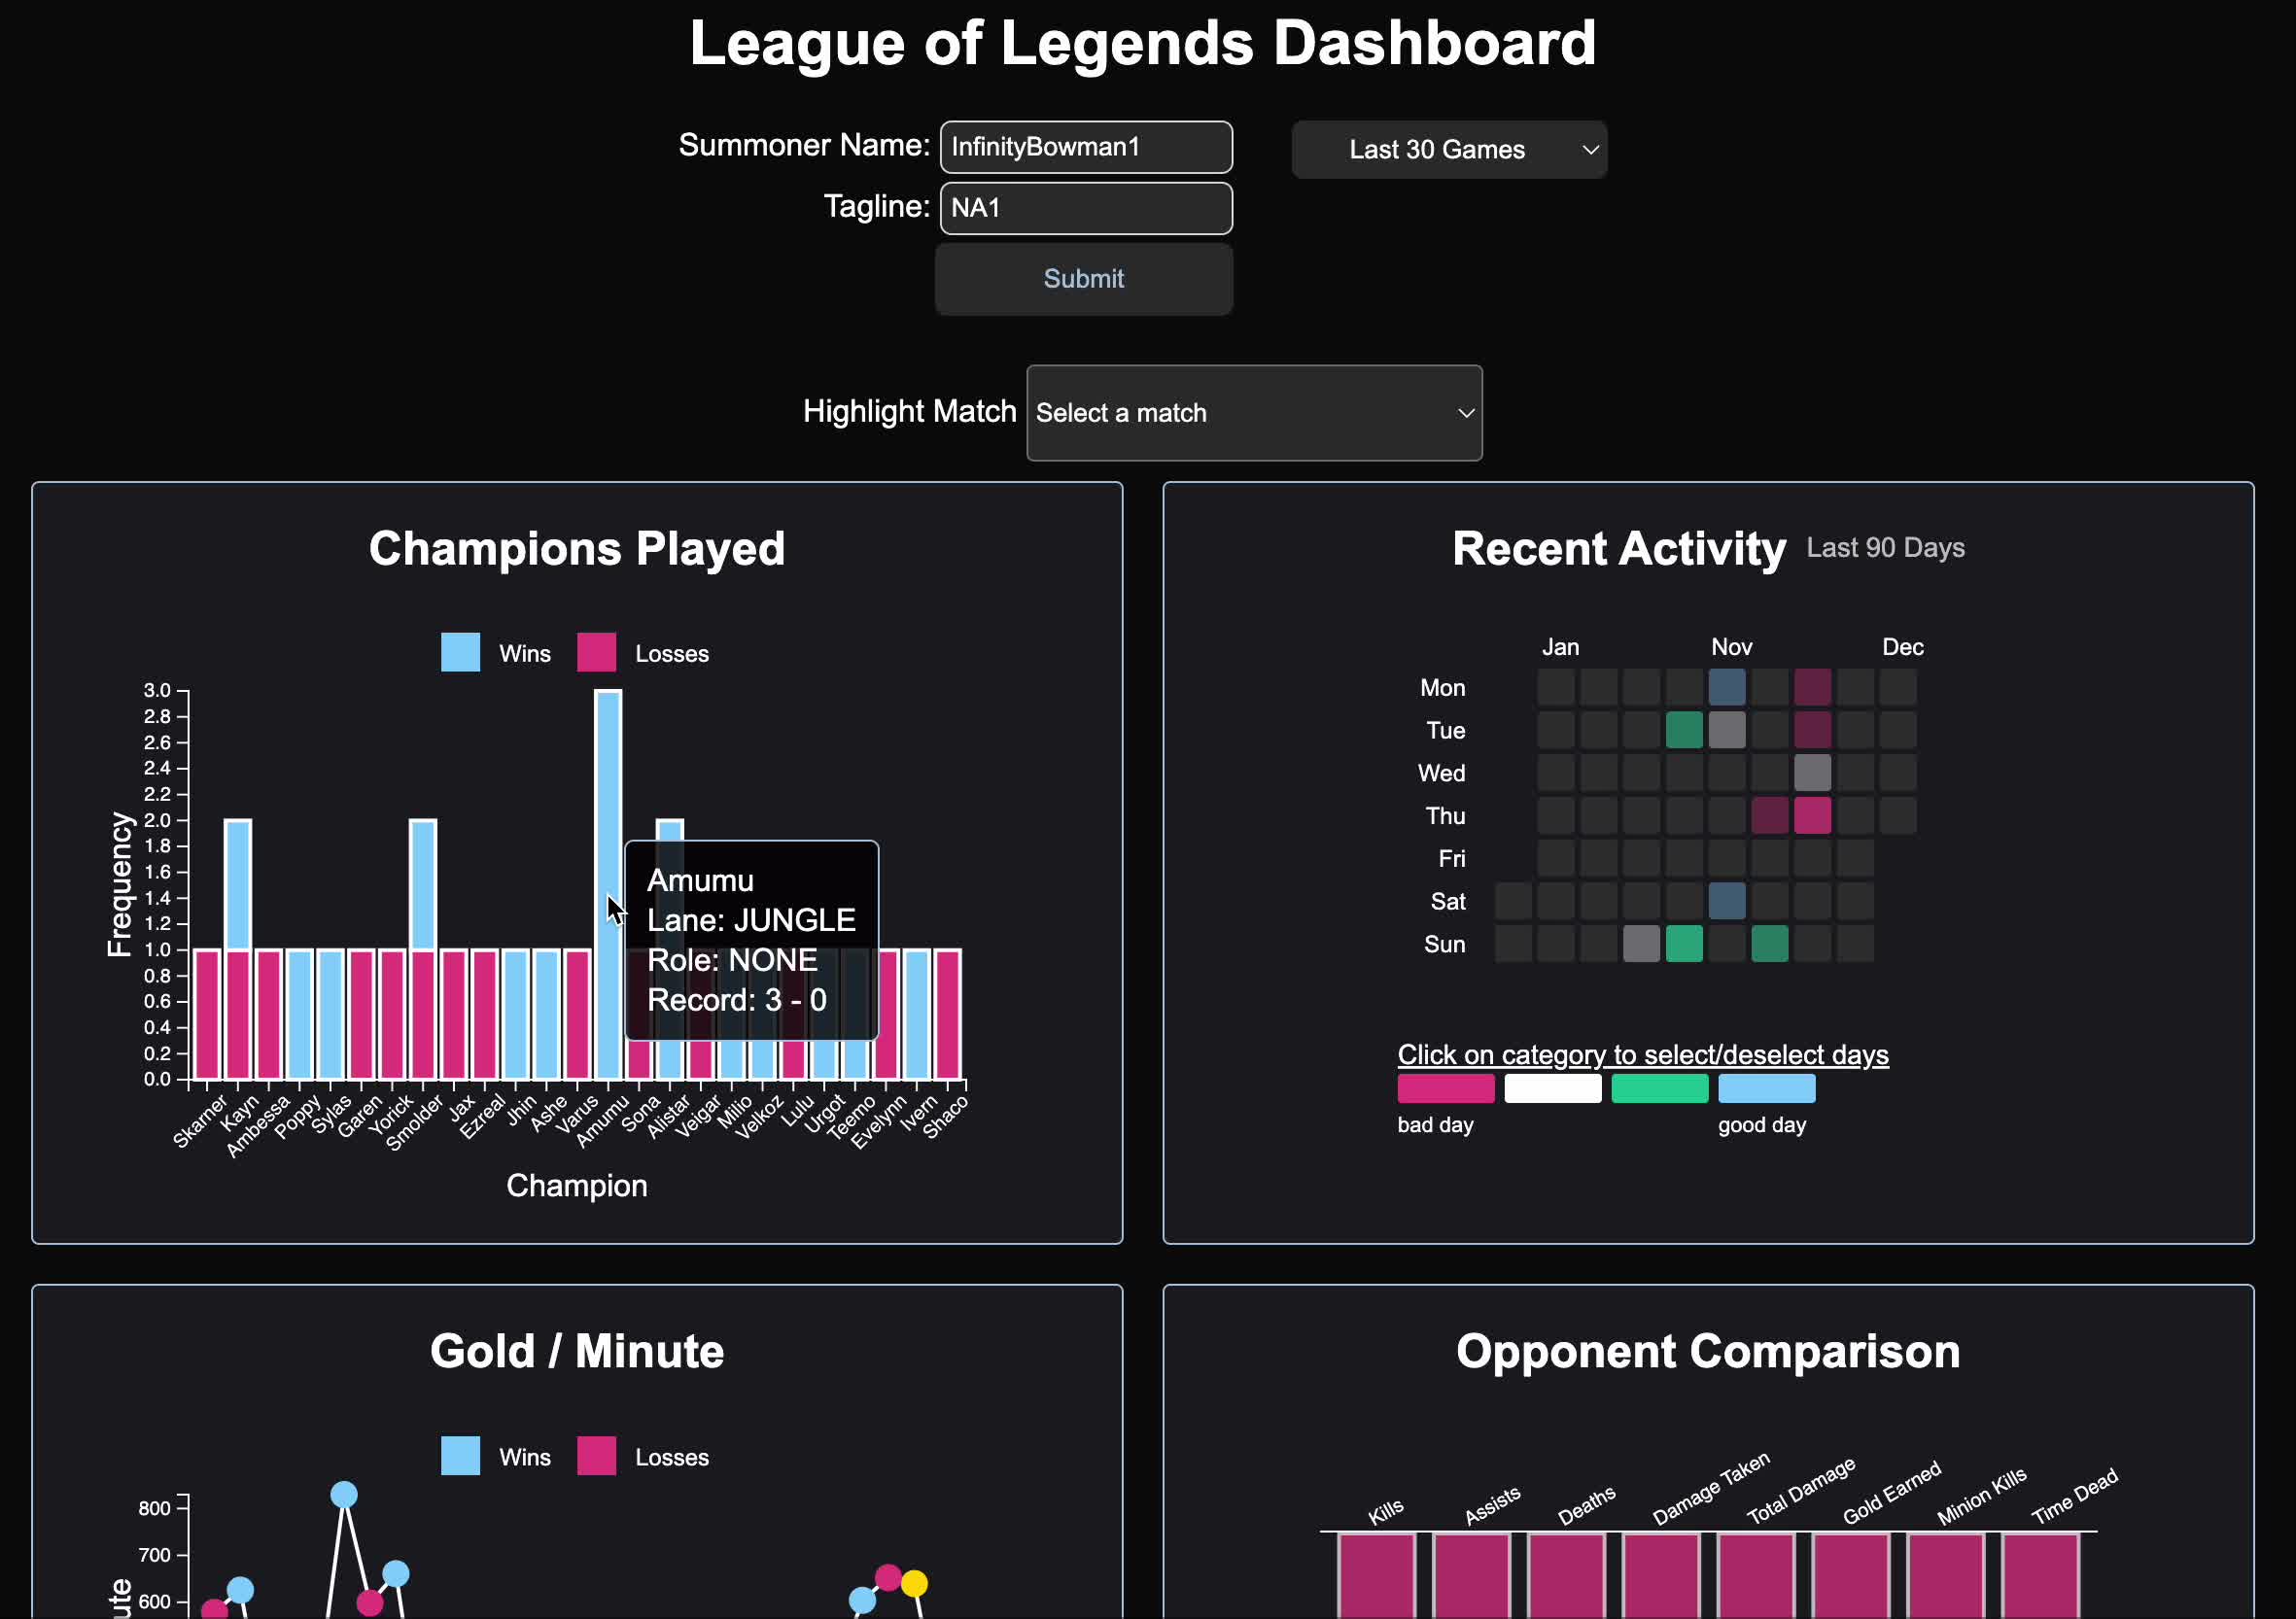 League of Legends Dashboard
Summoner Name: InfinityBowman1
Last 30 Games
Tagline: NA1
Submit
Highlight Match Select a match
Champions Played
Wins Losses
3.0
2.8
2.6
2.4
2.2
2.0
1.8
1.6
1.4
1.2
1.0
0.8
0.6
0.4
0.2
0.0
Frequency
Amumu
Lane: JUNGLE
Role: NONE
Record: 3 - 0
Skarner
Kayn
Ambessa
Poppy
Sylas
Garen
Yorick
Smolder
Jax
Ezreal
Jhin
Ashe
Varus
Amumu
Sona
Alistar
Veigar
Milio
Velkoz
Lulu
Urgot
Teemo
Evelynn
Ivern
Shaco
Champion
Recent Activity Last 90 Days
Jan Nov Dec
Mon
Tue
Wed
Thu
Fri
Sat
Sun
Click on category to select/deselect days
bad day good day
Gold / Minute
Wins Losses
800
700
600
Opponent Comparison
Kills
Assists
Deaths
Damage Taken
Total Damage
Gold Earned
Minion Kills
Time Dead